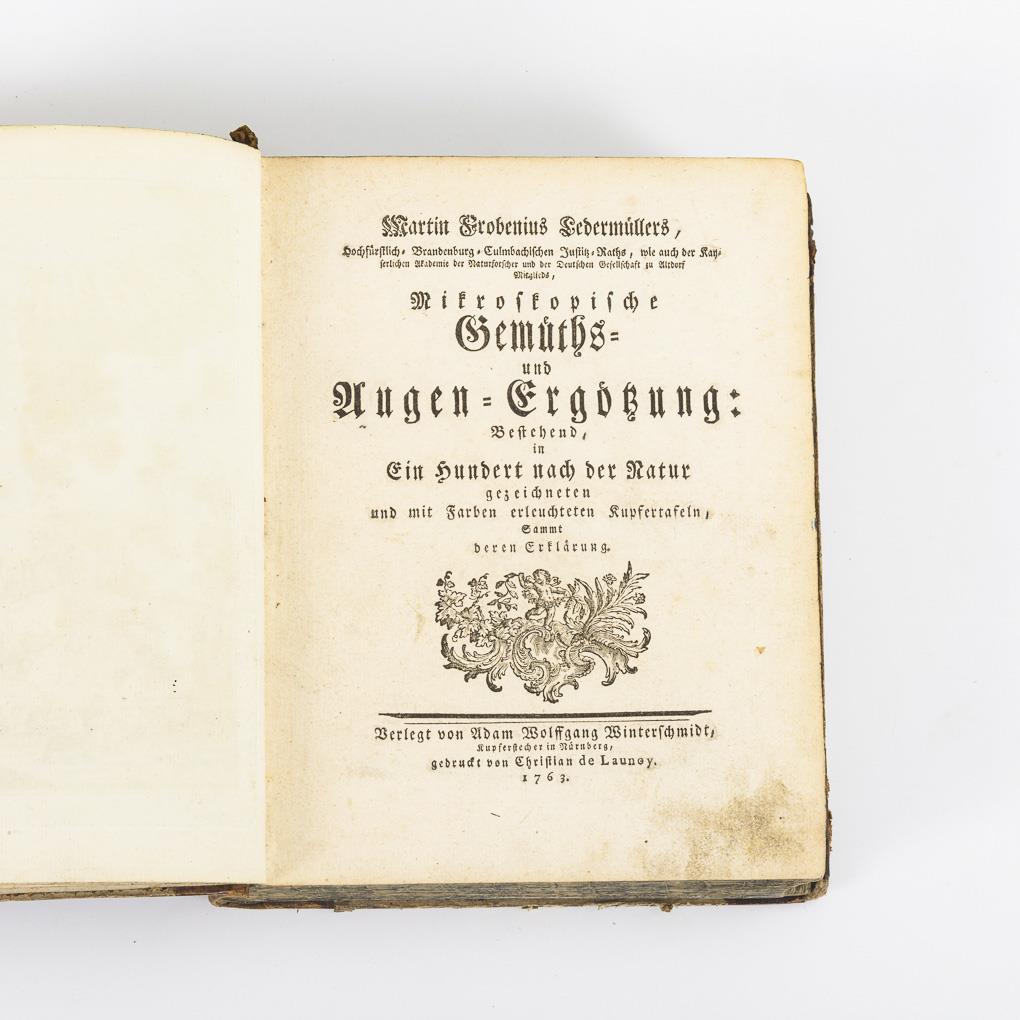 Martin Frobenius Ledermüllers,
Hochfürstlich-Brandenburg-Culmbachischen Justitz-Raths, wie auch der Kay-
serlichen Akademie der Naturforscher und der Deutschen Gesellschaft zu Altdorf
Mitglieds,
Mikroskopische
Gemüths-
und
Augen-Ergötzung:
Bestehend,
in
Ein Hundert nach der Natur
gezeichneten
und mit Farben erleuchteten Kupfertafeln,
Sammt
deren Erklärung.
Verlegt von Adam Wolffgang Winterschmidt,
Kupferstecher in Nürnberg,
gedruckt von Christian de Launoy.
1763.